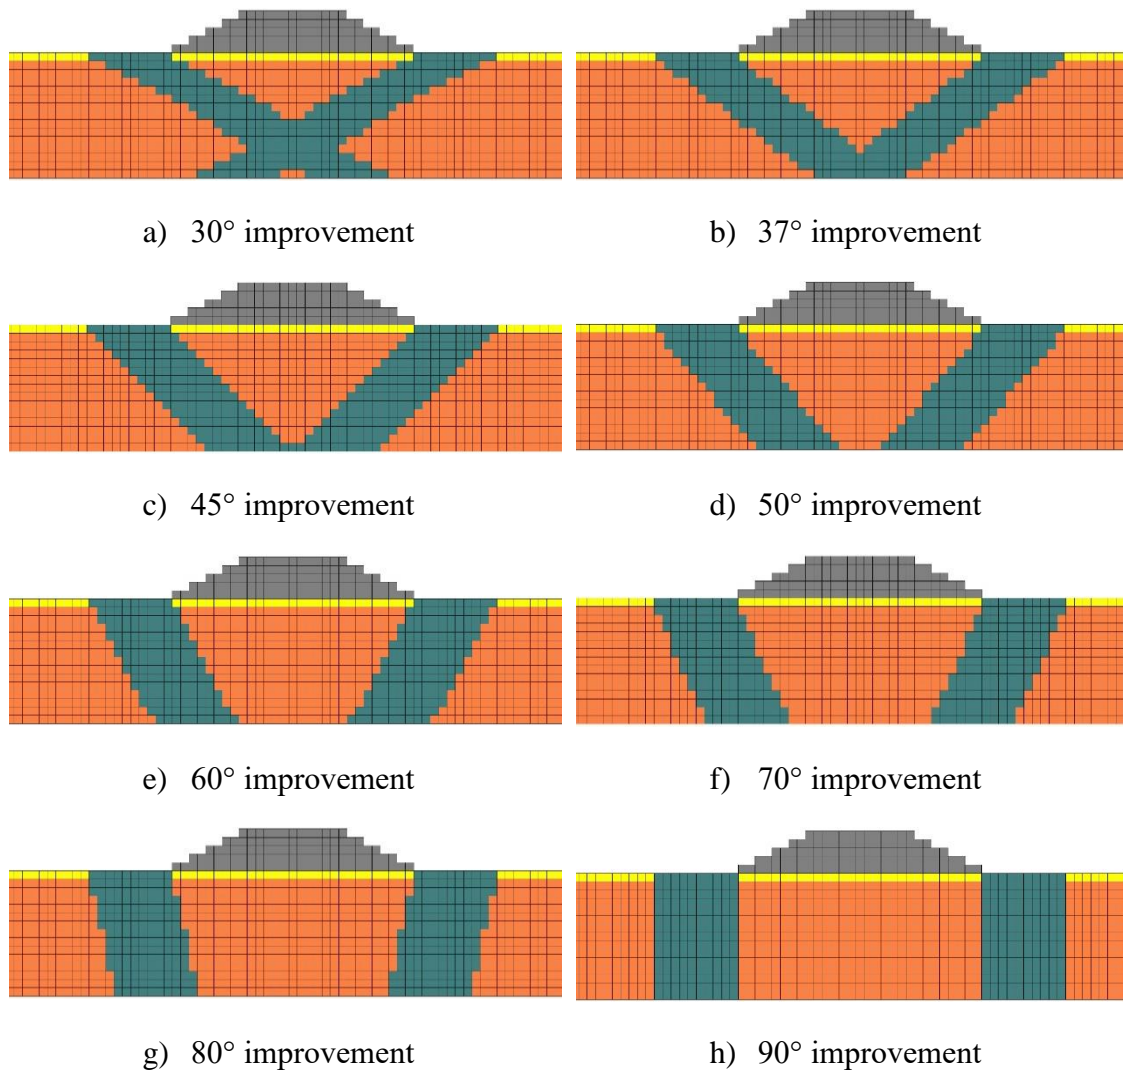 a) 30° improvement
b) 37° improvement
c) 45° improvement
d) 50° improvement
e) 60° improvement
f) 70° improvement
g) 80° improvement
h) 90° improvement